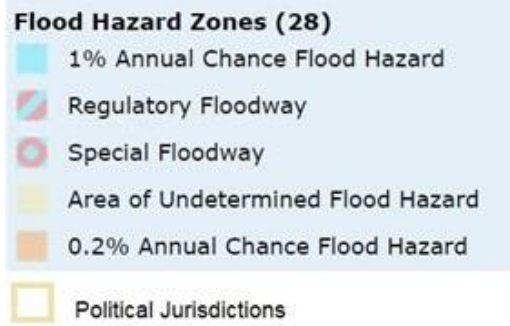 Flood Hazard Zones (28)
1% Annual Chance Flood Hazard
Regulatory Floodway
Special Floodway
Area of Undetermined Flood Hazard
0.2% Annual Chance Flood Hazard
Political Jurisdictions